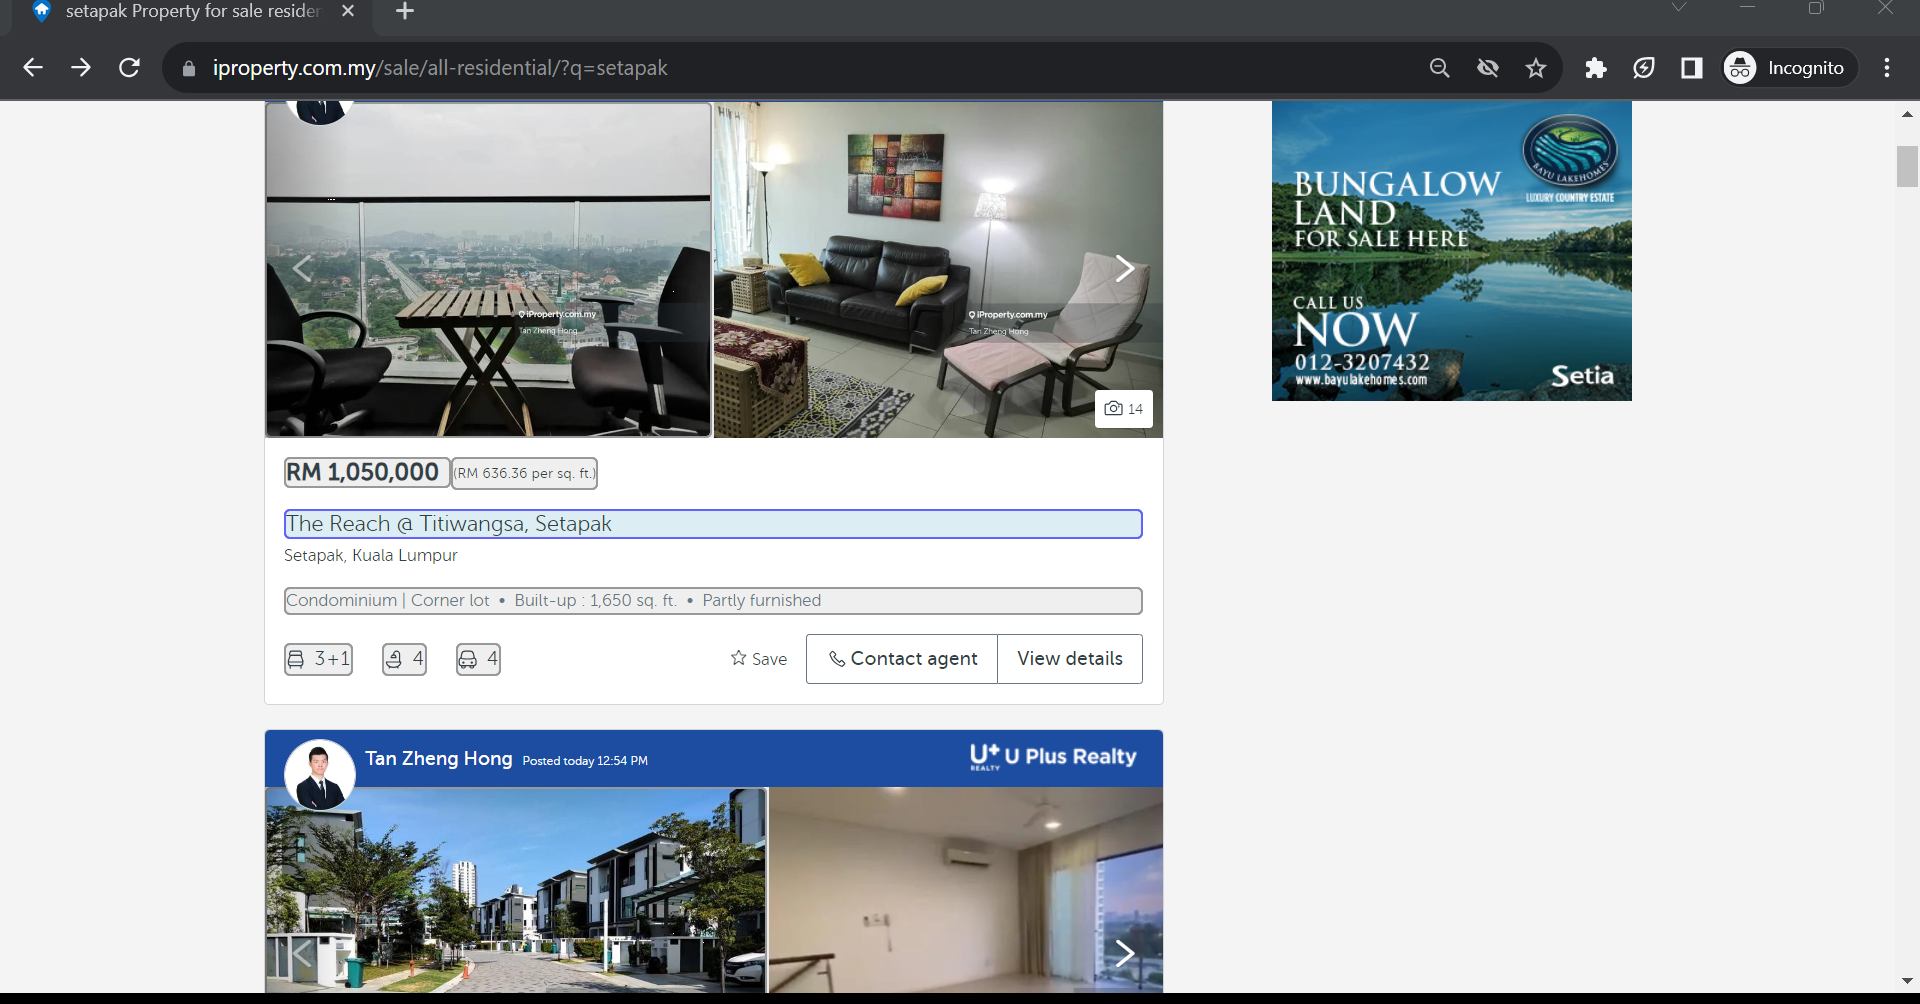 setapak Property for sale resider
iproperty.com.my/sale/all-residential/?q=setapak
Incognito
iProperty.com.my
Tan Zheng Hong
iProperty.com.my
Tan Zheng Hong
14
BAYU LAKEHOMES
LUXURY COUNTRY ESTATE
BUNGALOW
LAND
FOR SALE HERE
CALL US
NOW
012-3207432
www.bayulakehomes.com
Setia
RM 1,050,000 (RM 636.36 per sq. ft.)
The Reach @ Titiwangsa, Setapak
Setapak, Kuala Lumpur
Condominium | Corner lot • Built-up : 1,650 sq. ft. • Partly furnished
3+1 4 4 Save Contact agent View details
Tan Zheng Hong Posted today 12:54 PM
U+ REALTY U Plus Realty